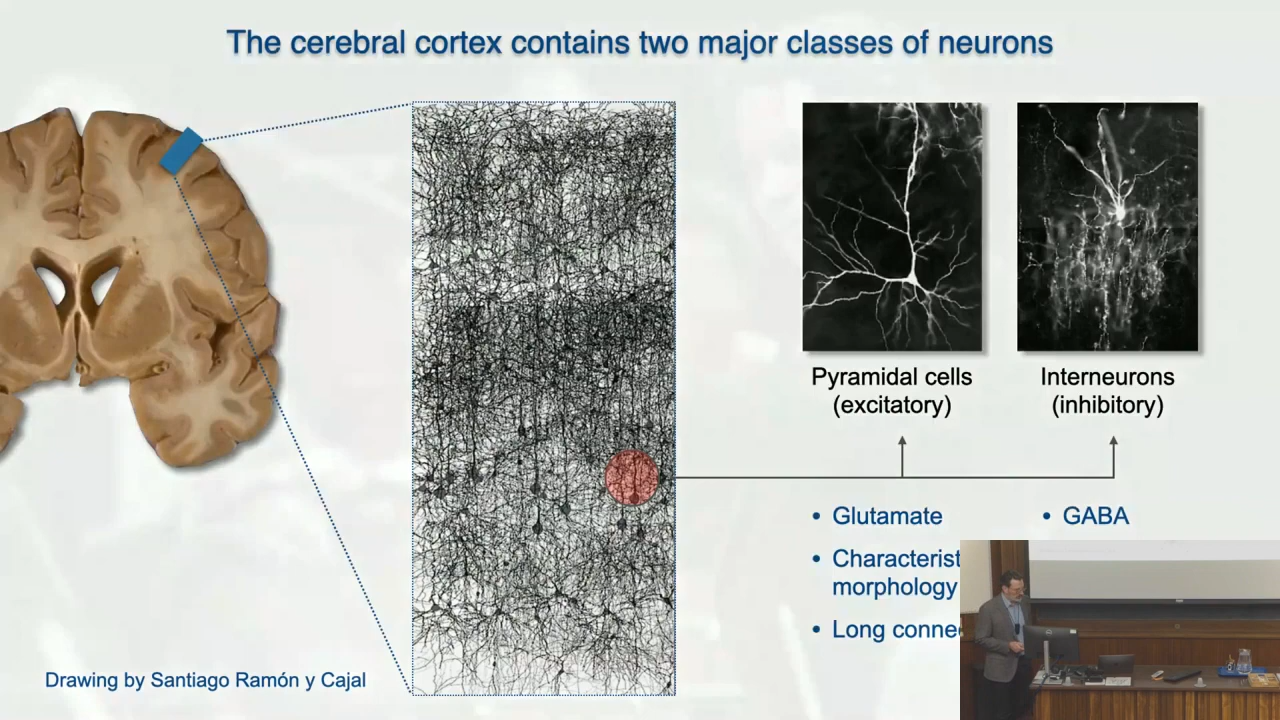 The cerebral cortex contains two major classes of neurons
Pyramidal cells
(excitatory)
Interneurons
(inhibitory)
• Glutamate
• GABA
morphology
• Long
Drawing by Santiago Ramón y Cajal